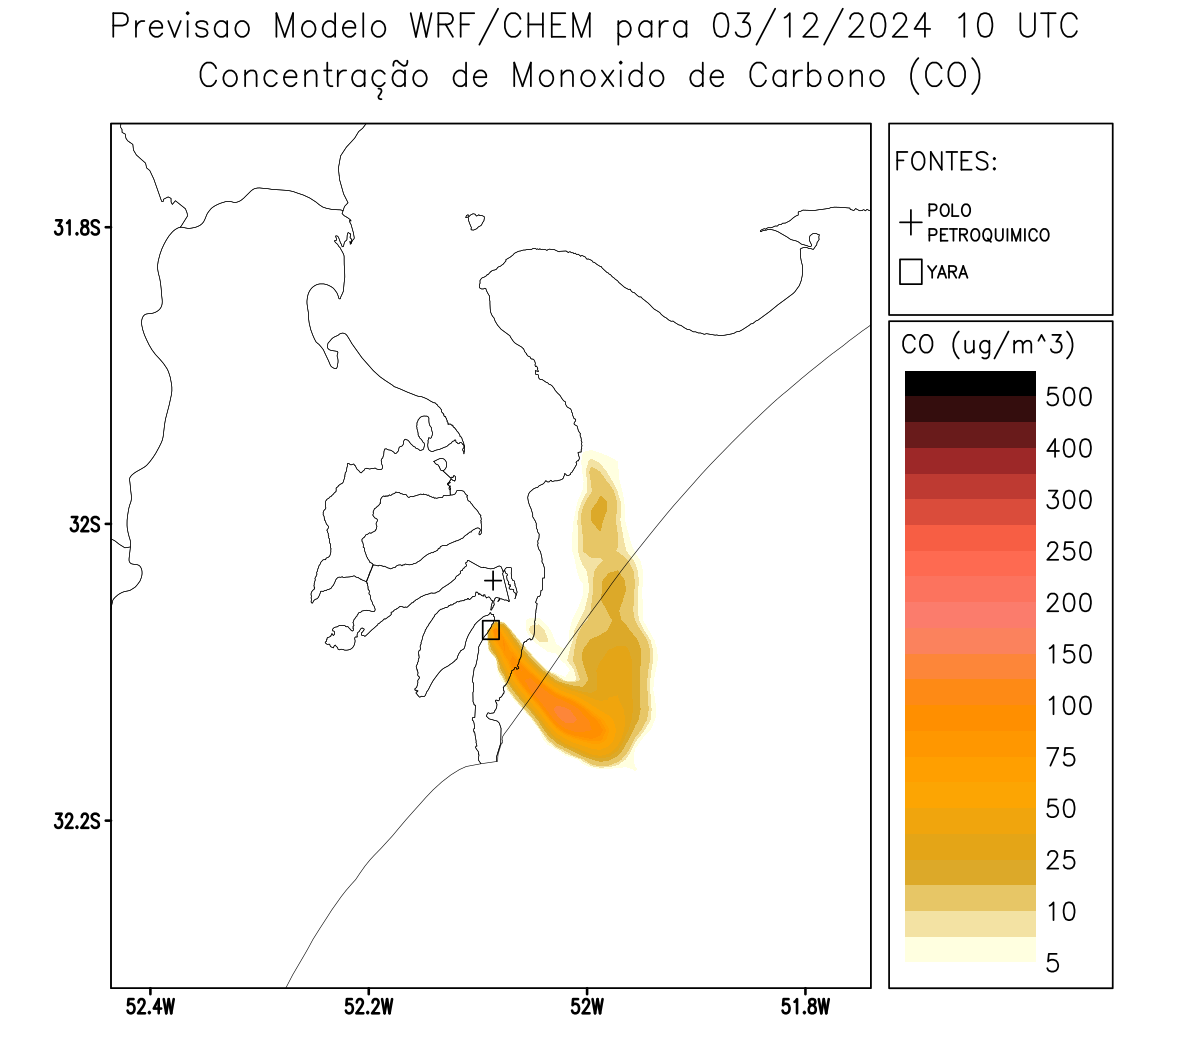 Previsao Modelo WRF/CHEM para 03/12/2024 10 UTC
Concentração de Monoxido de Carbono (CO)
FONTES:
POLO
PETROQUIMICO
YARA
CO (ug/m^3)
500
400
300
250
200
150
100
75
50
25
10
5
31.8S
32S
32.2S
52.4W
52.2W
52W
51.8W